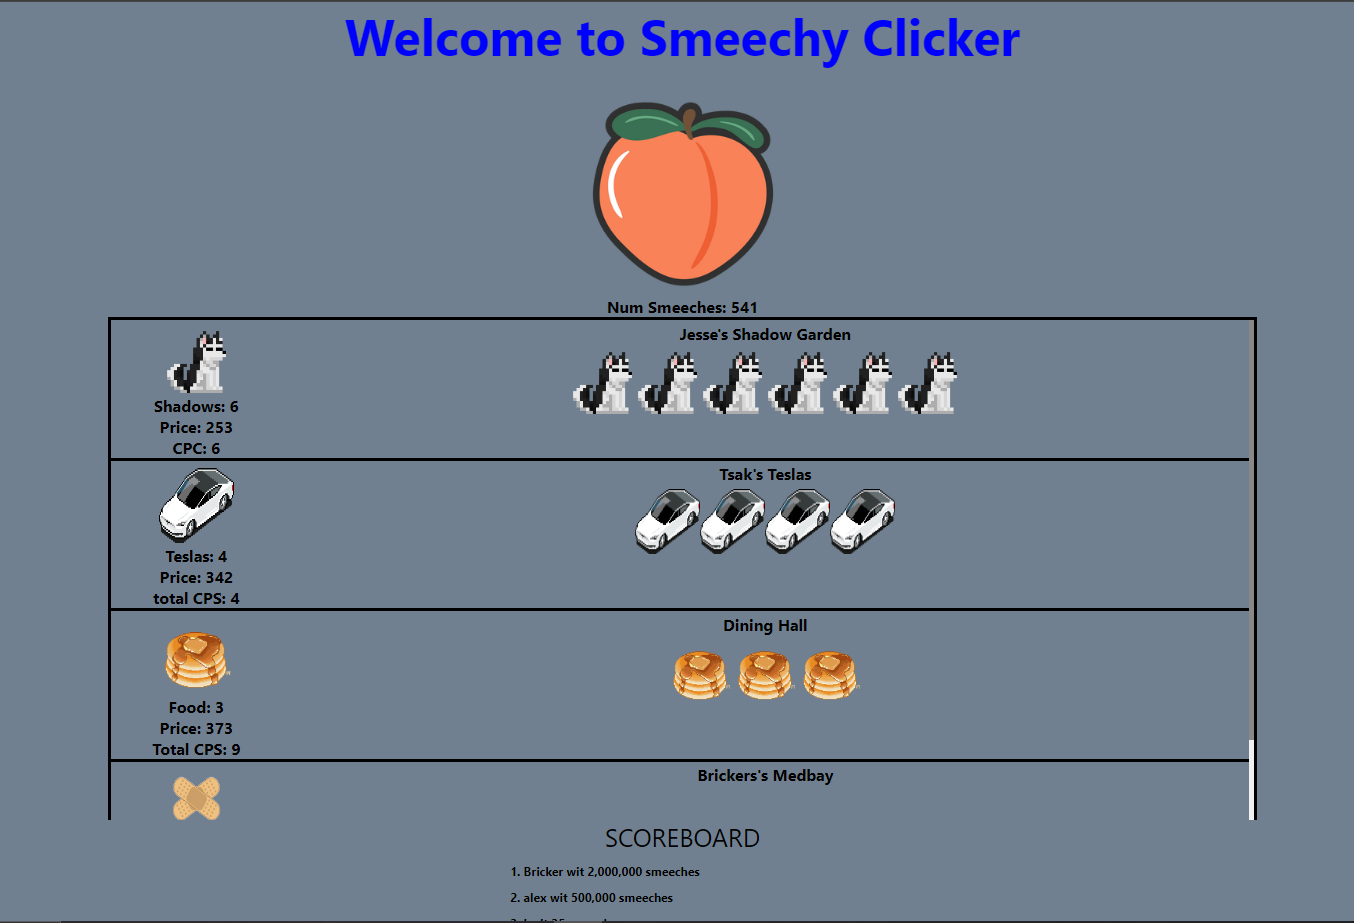 Welcome to Smeechy Clicker
Num Smeeches: 541
Jesse's Shadow Garden
Shadows: 6
Price: 253
CPC: 6
Tsak's Teslas
Teslas: 4
Price: 342
total CPS: 4
Dining Hall
Food: 3
Price: 373
Total CPS: 9
Brickers's Medbay
SCOREBOARD
1. Bricker wit 2,000,000 smeeches
2. alex wit 500,000 smeeches